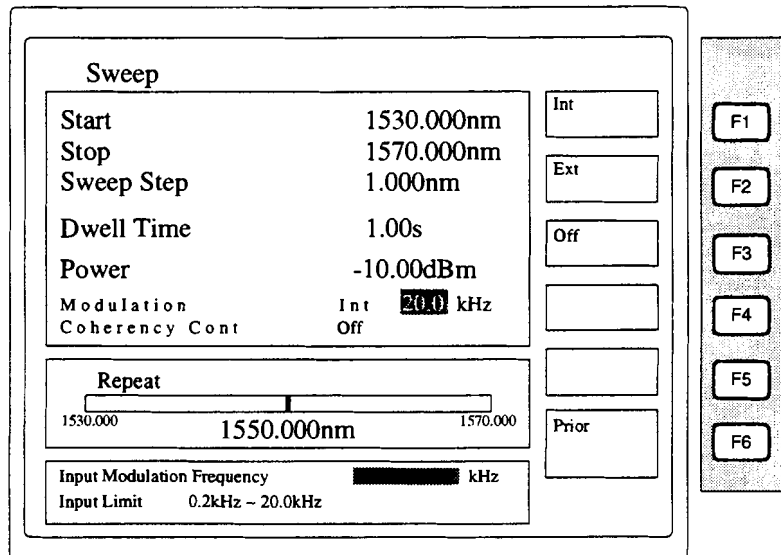 Sweep
Start 1530.000nm
Stop 1570.000nm
Sweep Step 1.000nm
Dwell Time 1.00s
Power -10.00dBm
Modulation Int 20.0 kHz
Coherency Cont Off
Repeat
1530.000 1550.000nm 1570.000
Input Modulation Frequency kHz
Input Limit 0.2kHz ~ 20.0kHz
Int
Ext
Off
Prior
F1
F2
F3
F4
F5
F6